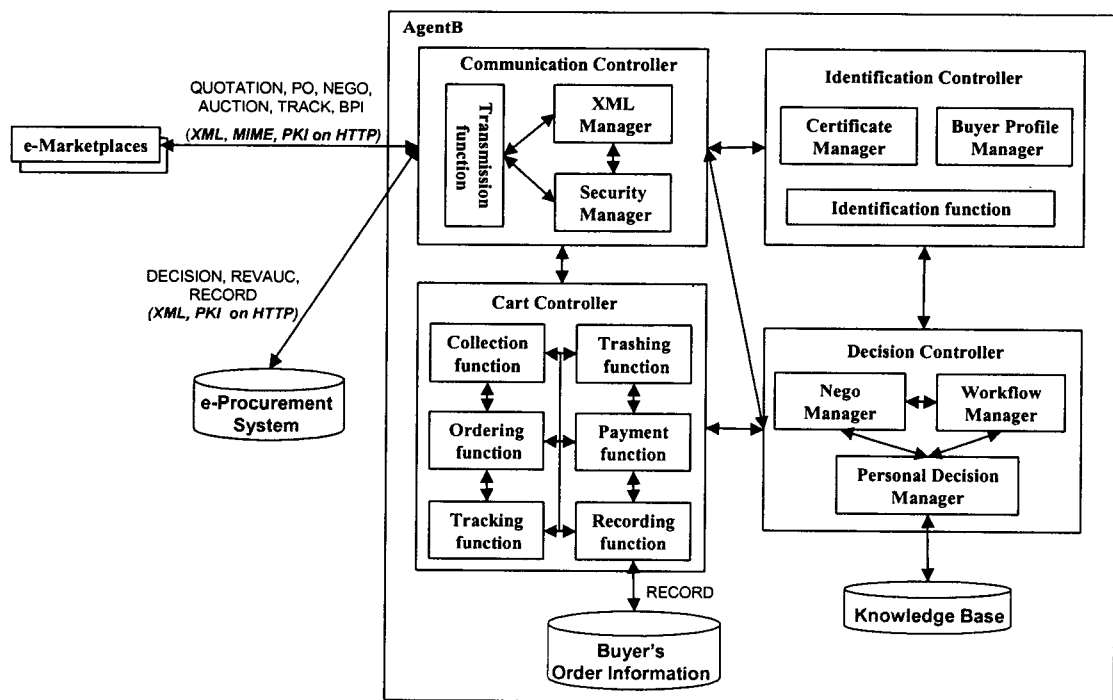 AgentB
Communication Controller
Transmission
function
XML
Manager
Security
Manager
Identification Controller
Certificate
Manager
Buyer Profile
Manager
Identification function
QUOTATION, PO, NEGO,
AUCTION, TRACK, BPI
(XML, MIME, PKI on HTTP)
e-Marketplaces
DECISION, REVAUC,
RECORD
(XML, PKI on HTTP)
e-Procurement
System
Cart Controller
Collection
function
Trashing
function
Ordering
function
Payment
function
Tracking
function
Recording
function
RECORD
Buyer's
Order Information
Decision Controller
Nego
Manager
Workflow
Manager
Personal Decision
Manager
Knowledge Base